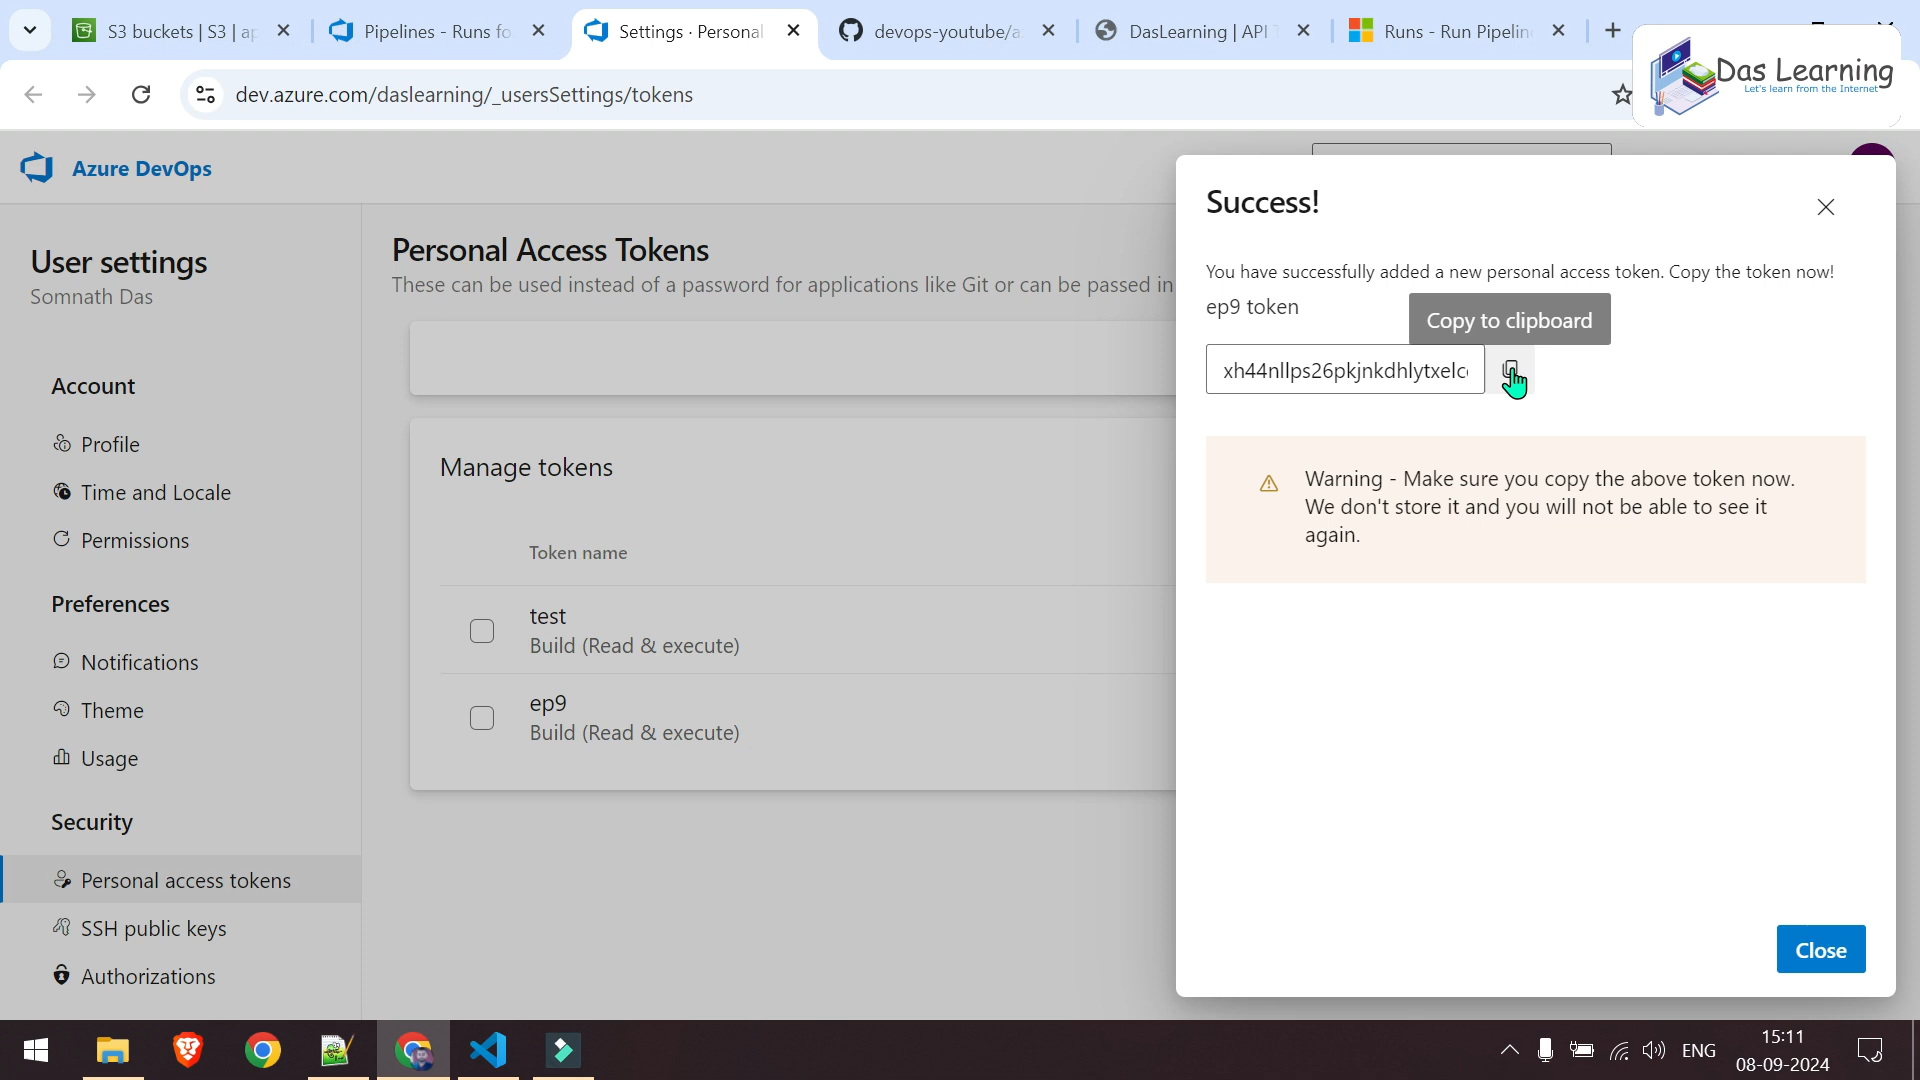 S3 buckets | S3 | ap
Pipelines - Runs fo
Settings · Personal
devops-youtube/a
DasLearning | API T
Runs - Run Pipelin
dev.azure.com/daslearning/_usersSettings/tokens
Das Learning
Let's learn from the Internet
Azure DevOps
User settings
Somnath Das
Account
Profile
Time and Locale
Permissions
Preferences
Notifications
Theme
Usage
Security
Personal access tokens
SSH public keys
Authorizations
Personal Access Tokens
These can be used instead of a password for applications like Git or can be passed in
Manage tokens
Token name
test
Build (Read & execute)
ep9
Build (Read & execute)
Success!
You have successfully added a new personal access token. Copy the token now!
ep9 token
Copy to clipboard
xh44nllps26pkjnkdhlytxelc
Warning - Make sure you copy the above token now.
We don't store it and you will not be able to see it
again.
Close
ENG
15:11
08-09-2024